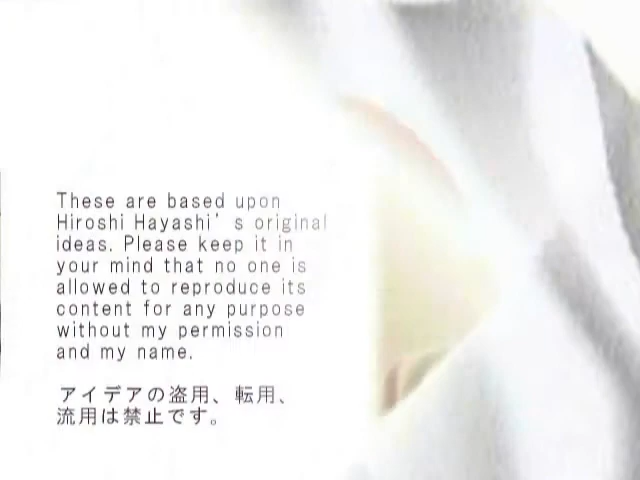 These are based upon
Hiroshi Hayashi's original
ideas. Please keep it in
your mind that no one is
allowed to reproduce its
content for any purpose
without my permission
and my name.
アイデアの盗用、転用、
流用は禁止です。